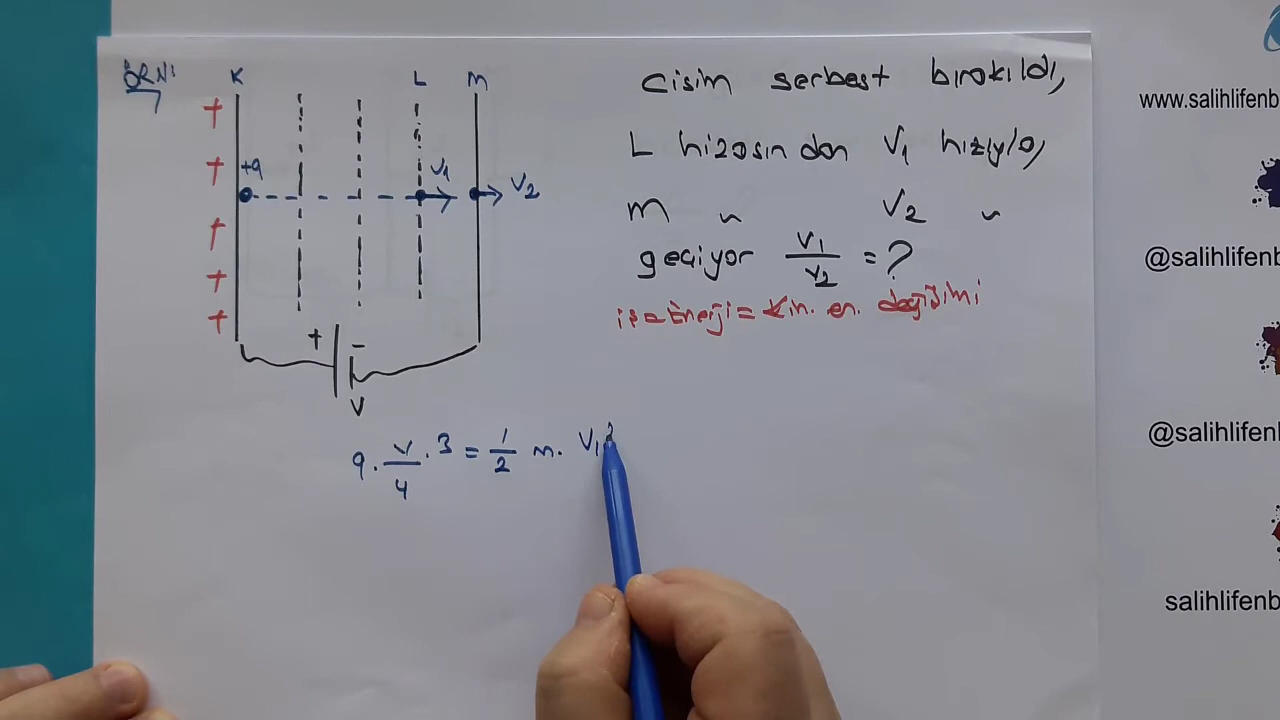 ÖRN:
K L M
+ +q V₁ V₂
+
+
+
+
+ -
V
Cisim serbest bırakıldı,
L hizasından V₁ hızıyla,
M " V₂ "
geçiyor V₁/V₂ = ?
iş = Enerji = kin. en. değişimi
q. V/4 . 3 = 1/2 m. V₁²
www.salihlifenb
@salihlifenb
@salihlifenb
salihlifenb